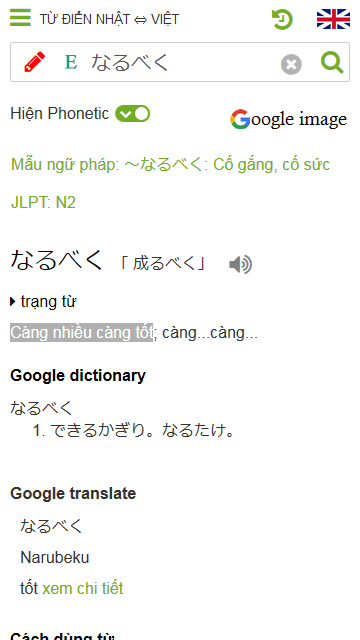 TỪ ĐIỂN NHẬT ⇔ VIỆT
E なるべく
Hiện Phonetic
Google image
Mẫu ngữ pháp: ～なるべく: Cố gắng, cố sức
JLPT: N2
なるべく 「 成るべく」
trạng từ
Càng nhiều càng tốt; càng...càng...
Google dictionary
なるべく
1. できるかぎり。なるたけ。
Google translate
なるべく
Narubeku
tốt xem chi tiết
Cách dùng từ